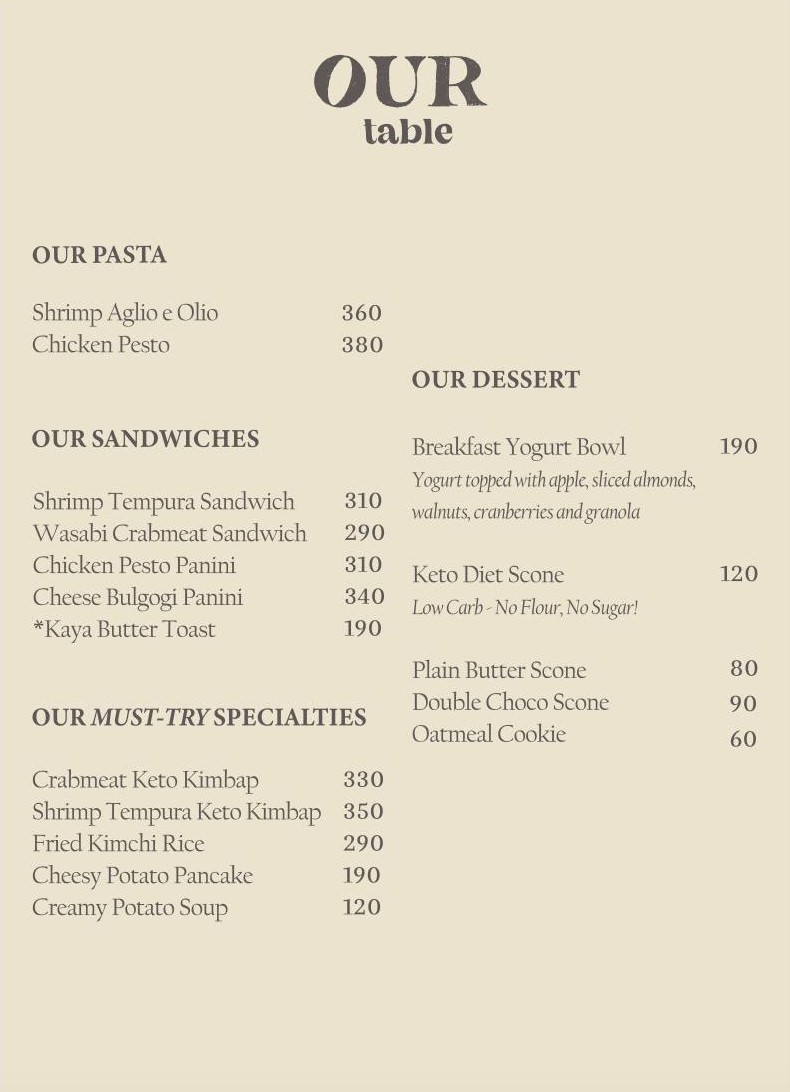 OUR
table
OUR PASTA
Shrimp Aglio e Olio 360
Chicken Pesto 380
OUR SANDWICHES
Shrimp Tempura Sandwich 310
Wasabi Crabmeat Sandwich 290
Chicken Pesto Panini 310
Cheese Bulgogi Panini 340
*Kaya Butter Toast 190
OUR MUST-TRY SPECIALTIES
Crabmeat Keto Kimbap 330
Shrimp Tempura Keto Kimbap 350
Fried Kimchi Rice 290
Cheesy Potato Pancake 190
Creamy Potato Soup 120
OUR DESSERT
Breakfast Yogurt Bowl 190
Yogurt topped with apple, sliced almonds,
walnuts, cranberries and granola
Keto Diet Scone 120
Low Carb - No Flour, No Sugar!
Plain Butter Scone 80
Double Choco Scone 90
Oatmeal Cookie 60